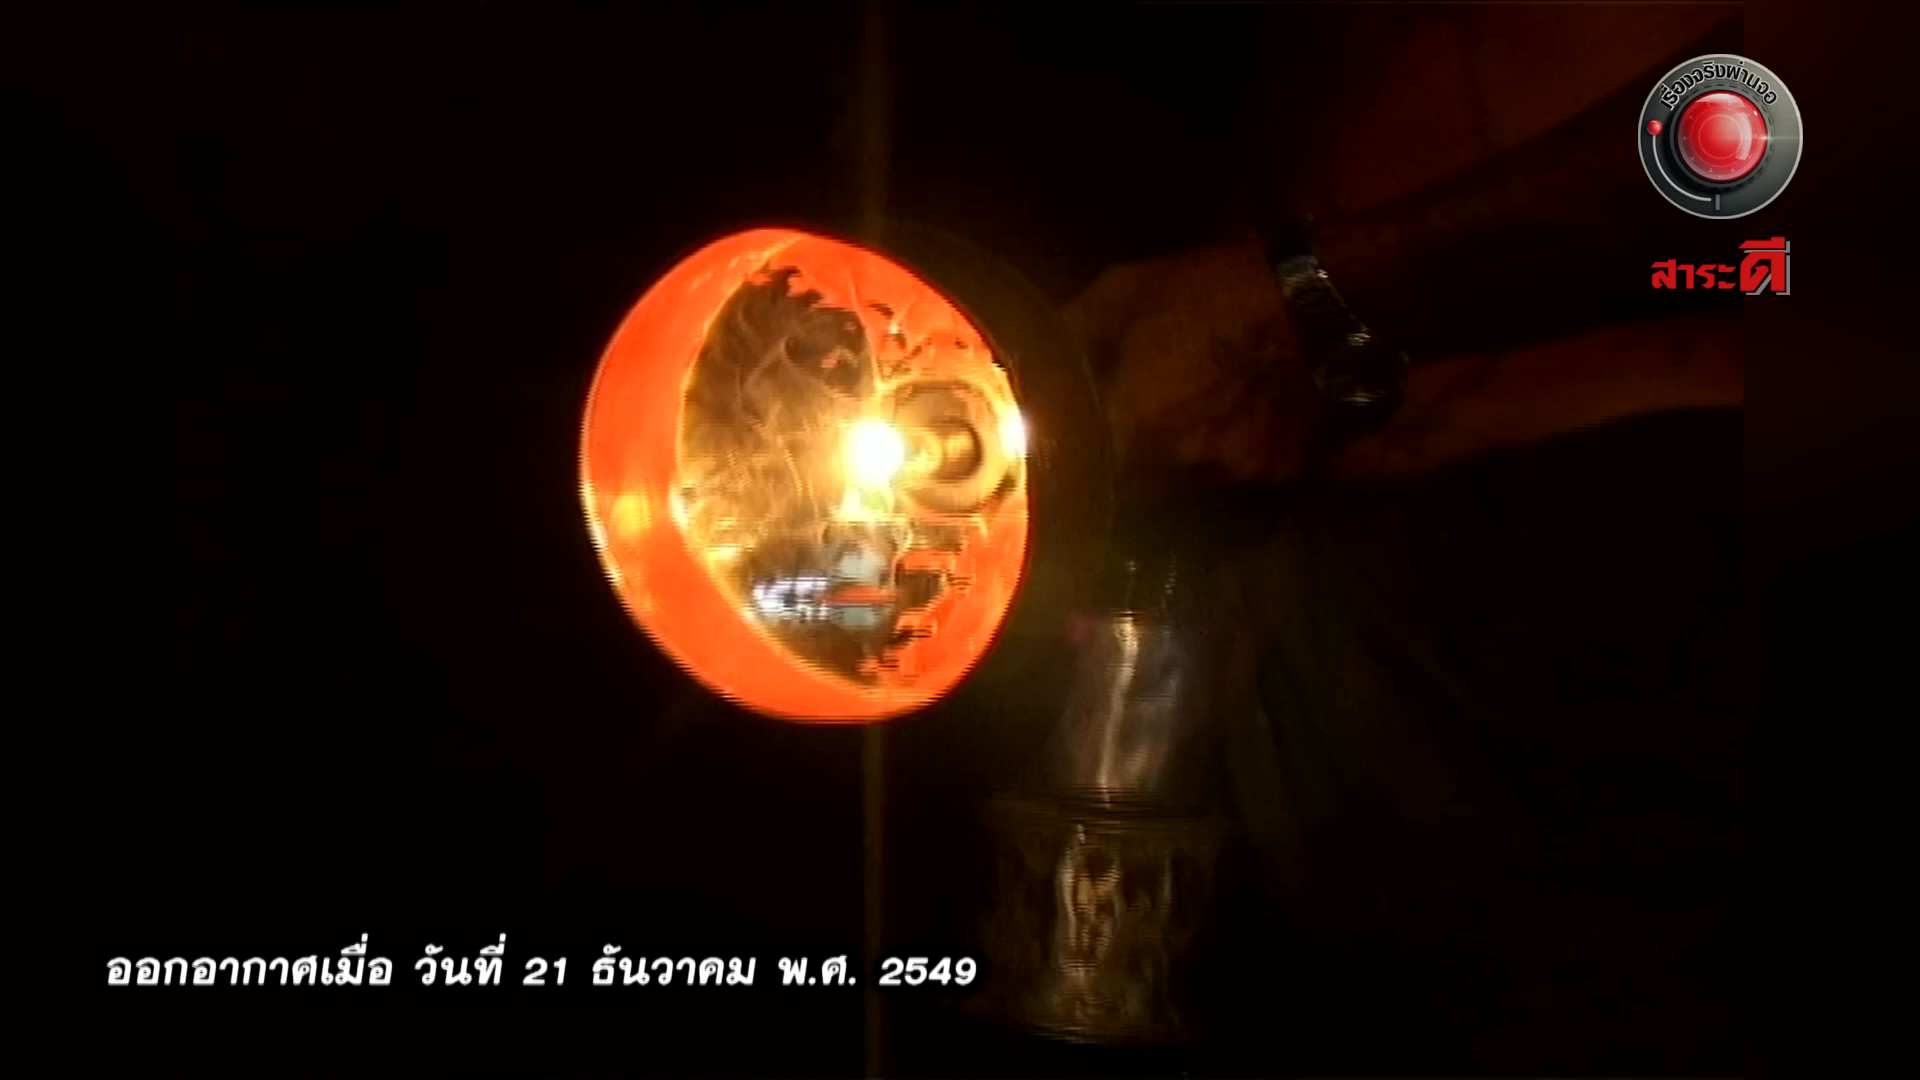 เรื่องจริงผ่านจอ
สาระดี
ออกอากาศเมื่อ วันที่ 21 ธันวาคม พ.ศ. 2549